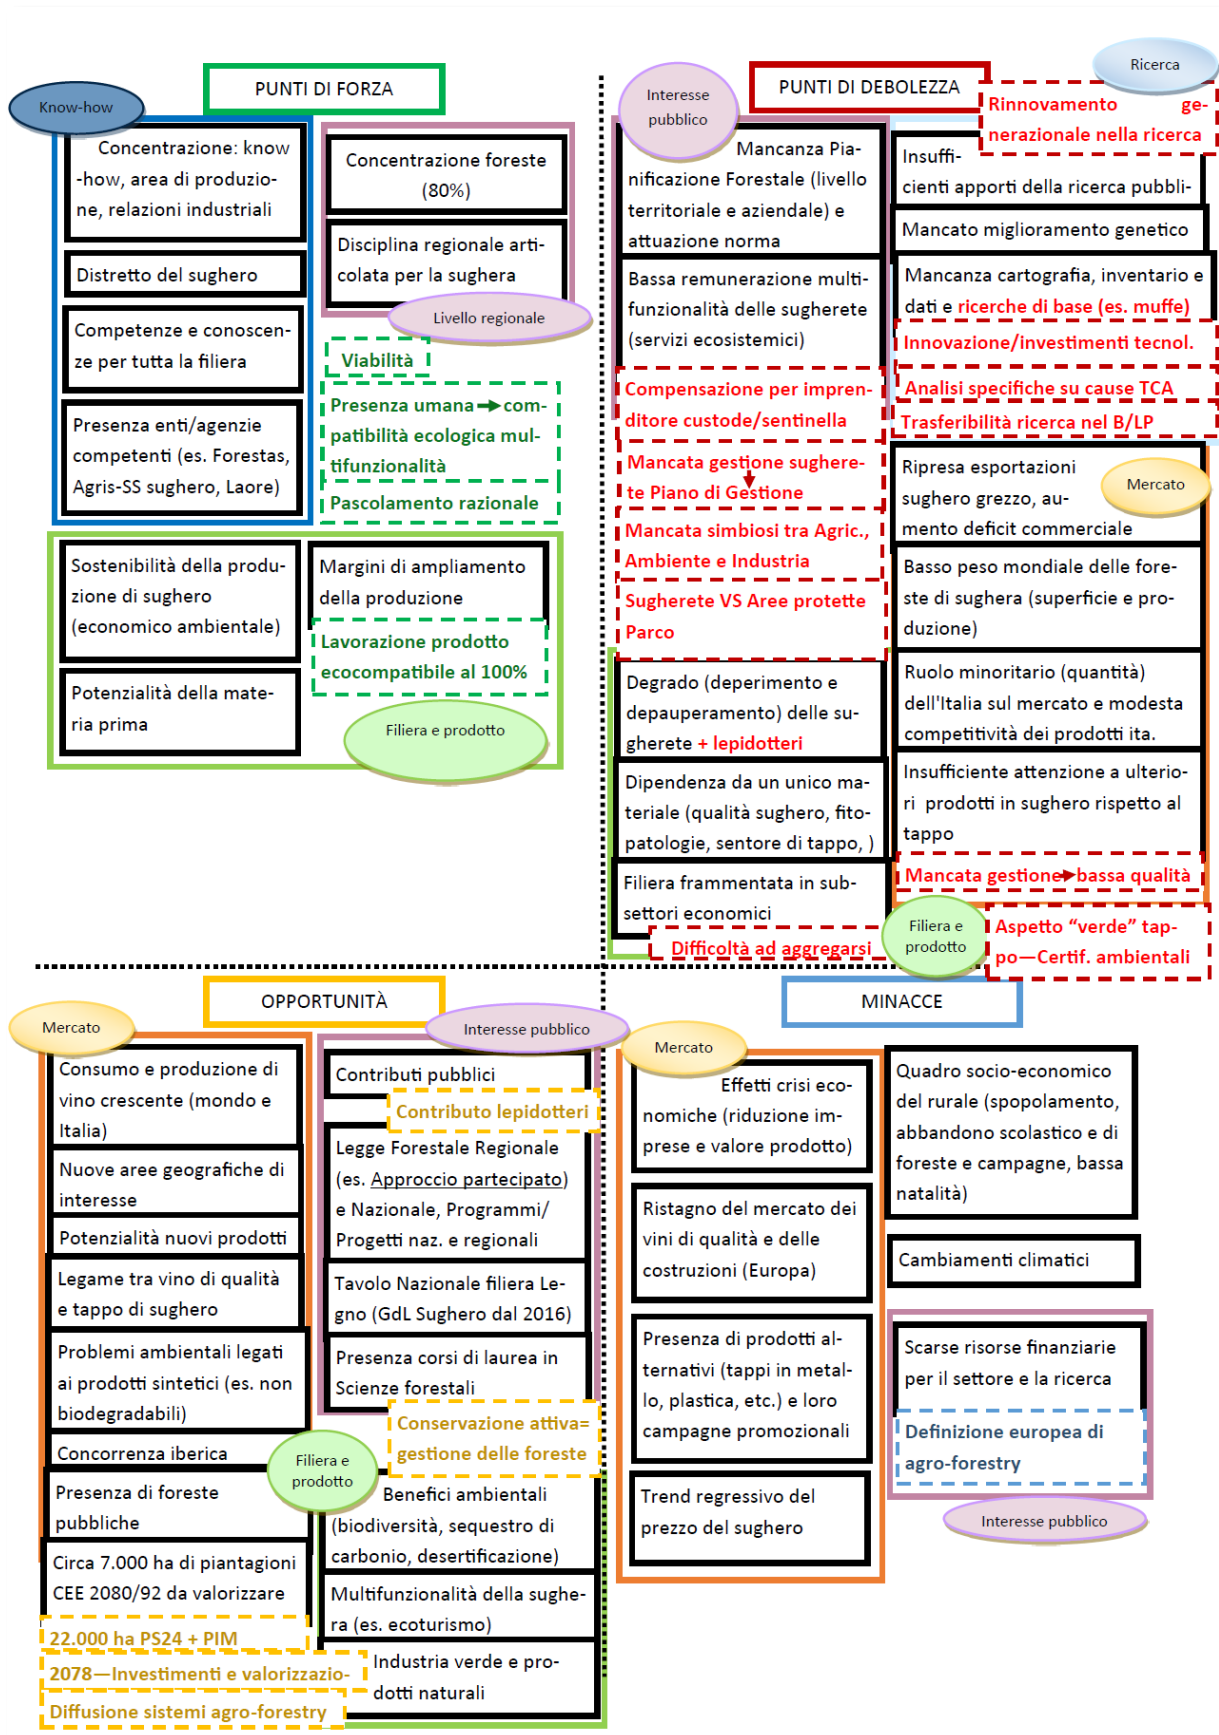 PUNTI DI FORZA
Know-how
Concentrazione: know
-how, area di produzio-
ne, relazioni industriali
Distretto del sughero
Competenze e conoscen-
ze per tutta la filiera
Presenza enti/agenzie
competenti (es. Forestas,
Agris-SS sughero, Laore)
Concentrazione foreste
(80%)
Disciplina regionale arti-
colata per la sughera
Livello regionale
Viabilità
Presenza umana → com-
patibilità ecologica mul-
tifunzionalità
Pascolamento razionale
Sostenibilità della produ-
zione di sughero
(economico ambientale)
Potenzialità della mate-
ria prima
Margini di ampliamento
della produzione
Lavorazione prodotto
ecocompatibile al 100%
Filiera e prodotto
PUNTI DI DEBOLEZZA
Interesse
pubblico
Mancanza Pia-
nificazione Forestale (livello
territoriale e aziendale) e
attuazione norma
Bassa remunerazione multi-
funzionalità delle sugherete
(servizi ecosistemici)
Compensazione per impren-
ditore custode/sentinella
Mancata gestione sughere-
te Piano di Gestione
Mancata simbiosi tra Agric.,
Ambiente e Industria
Sugherete VS Aree protette
Parco
Degrado (deperimento e
depauperamento) delle su-
gherete + lepidotteri
Dipendenza da un unico ma-
teriale (qualità sughero, fito-
patologie, sentore di tappo, )
Filiera frammentata in sub-
settori economici
Difficoltà ad aggregarsi
Ricerca
Rinnovamento ge-
nerazionale nella ricerca
Insuffi-
cienti apporti della ricerca pubbli-
Mancato miglioramento genetico
Mancanza cartografia, inventario e
dati e ricerche di base (es. muffe)
Innovazione/investimenti tecnol.
Analisi specifiche su cause TCA
Trasferibilità ricerca nel B/LP
Mercato
Ripresa esportazioni
sughero grezzo, au-
mento deficit commerciale
Basso peso mondiale delle fore-
ste di sughera (superficie e pro-
duzione)
Ruolo minoritario (quantità)
dell'Italia sul mercato e modesta
competitività dei prodotti ita.
Insufficiente attenzione a ulterio-
ri prodotti in sughero rispetto al
tappo
Mancata gestione → bassa qualità
Filiera e
prodotto
Aspetto “verde” tap-
po—Certif. ambientali
OPPORTUNITÀ
Mercato
Consumo e produzione di
vino crescente (mondo e
Italia)
Nuove aree geografiche di
interesse
Potenzialità nuovi prodotti
Legame tra vino di qualità
e tappo di sughero
Problemi ambientali legati
ai prodotti sintetici (es. non
biodegradabili)
Concorrenza iberica
Presenza di foreste
pubbliche
Circa 7.000 ha di piantagioni
CEE 2080/92 da valorizzare
22.000 ha PS24 + PIM
2078—Investimenti e valorizzazio-
Diffusione sistemi agro-forestry
Interesse pubblico
Contributi pubblici
Contributo lepidotteri
Legge Forestale Regionale
(es. Approccio partecipato)
e Nazionale, Programmi/
Progetti naz. e regionali
Tavolo Nazionale filiera Le-
gno (GdL Sughero dal 2016)
Presenza corsi di laurea in
Scienze forestali
Conservazione attiva=
gestione delle foreste
Filiera e
prodotto
Benefici ambientali
(biodiversità, sequestro di
carbonio, desertificazione)
Multifunzionalità della sughe-
ra (es. ecoturismo)
Industria verde e pro-
dotti naturali
MINACCE
Mercato
Effetti crisi eco-
nomiche (riduzione im-
prese e valore prodotto)
Ristagno del mercato dei
vini di qualità e delle
costruzioni (Europa)
Presenza di prodotti al-
ternativi (tappi in metal-
lo, plastica, etc.) e loro
campagne promozionali
Trend regressivo del
prezzo del sughero
Quadro socio-economico
del rurale (spopolamento,
abbandono scolastico e di
foreste e campagne, bassa
natalità)
Cambiamenti climatici
Scarse risorse finanziarie
per il settore e la ricerca
Definizione europea di
agro-forestry
Interesse pubblico